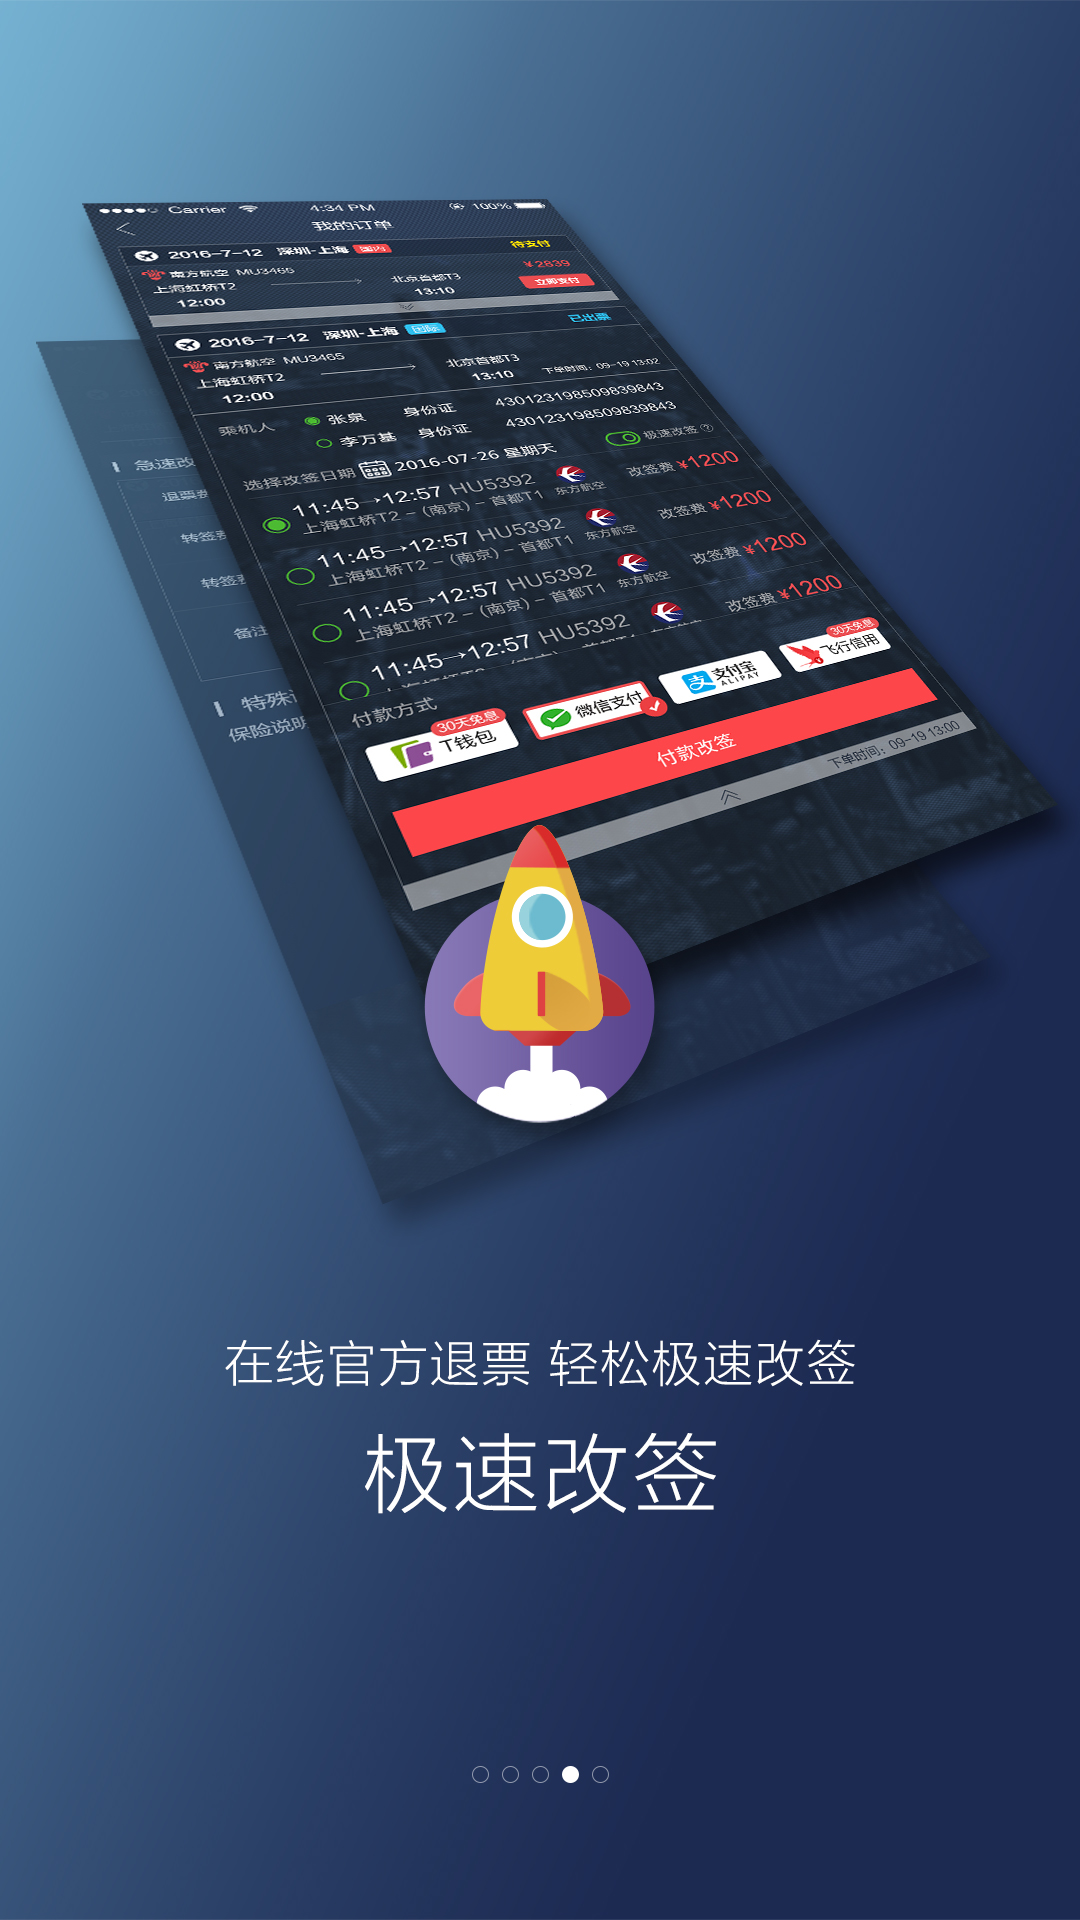 Carrier 4:34 PM 100%
我的订单
2016-7-12 深圳-上海 国内 待支付
南方航空 MU3465 ¥2839
上海虹桥T2 北京首都T3 立即支付
12:00 13:10
2016-7-12 深圳-上海 国际 已出票
南方航空 MU3465
上海虹桥T2 北京首都T3
12:00 13:10 下单时间：09-19 13:02
乘机人 张泉 身份证 430123198509839843
李万基 身份证 430123198509839843
选择改签日期 2016-07-26 星期天 极速改签 ?
11:45→12:57 HU5392 东方航空 改签费 ¥1200
上海虹桥T2 - (南京) - 首都T1
11:45→12:57 HU5392 东方航空 改签费 ¥1200
上海虹桥T2 - (南京) - 首都T1
11:45→12:57 HU5392 东方航空 改签费 ¥1200
上海虹桥T2 - (南京) - 首都T1
11:45→12:57 HU5392 改签费 ¥1200
付款方式
30天免息 T钱包
微信支付
支付宝 ALIPAY
30天免息 飞行信用
付款改签
下单时间：09-19 13:00
急速改
退票费
转签费
转签费
备注
特殊
保险说明
在线官方退票 轻松极速改签
极速改签